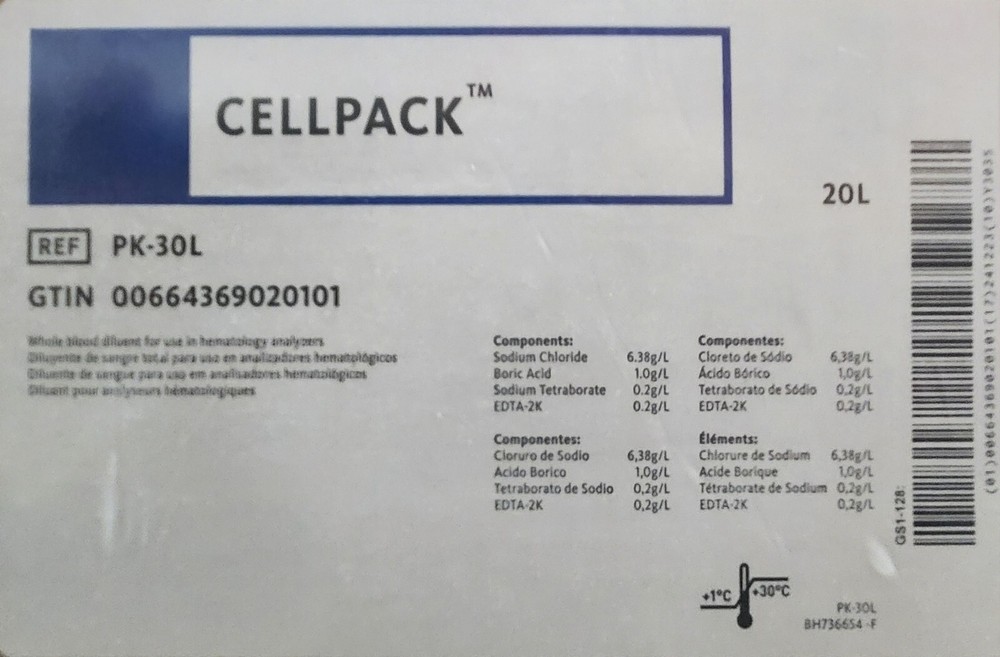 CELLPACK™
20L
REF PK-30L
GTIN 00664369020101
Whole blood diluent for use in hematology analyzers
Diluyente de sangre total para uso en analizadores hematológicos
Diluente de sangue para uso em analisadores hematológicos
Diluant pour analyseurs hématologiques
Components:
Sodium Chloride 6.38g/L
Boric Acid 1.0g/L
Sodium Tetraborate 0.2g/L
EDTA-2K 0.2g/L
Componentes:
Cloreto de Sódio 6,38g/L
Ácido Bórico 1,0g/L
Tetraborato de Sódio 0,2g/L
EDTA-2K 0,2g/L
Componentes:
Cloruro de Sodio 6,38g/L
Acido Borico 1,0g/L
Tetraborato de Sodio 0,2g/L
EDTA-2K 0,2g/L
Éléments:
Chlorure de Sodium 6,38g/L
Acide Borique 1,0g/L
Tétraborate de Sodium 0,2g/L
EDTA-2K 0,2g/L
GS1-128:
(01)00664369020101(17)241223(10)Y3035
+1°C +30°C
PK-30L
BH736654 -F